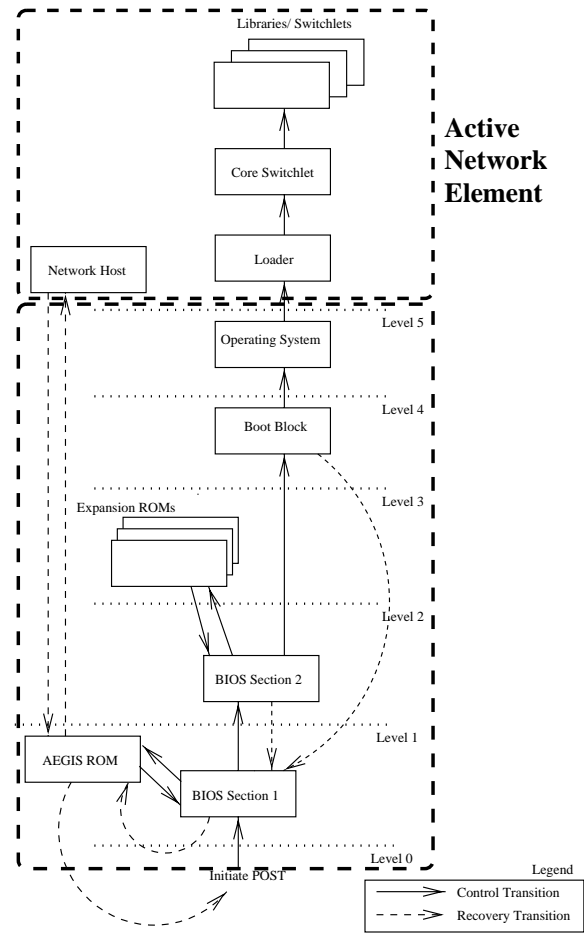 Libraries/ Switchlets
Active
Network
Element
Core Switchlet
Loader
Network Host
Level 5
Operating System
Level 4
Boot Block
Level 3
Expansion ROMs
Level 2
BIOS Section 2
Level 1
AEGIS ROM
BIOS Section 1
Level 0
Initiate POST
Legend
Control Transition
Recovery Transition